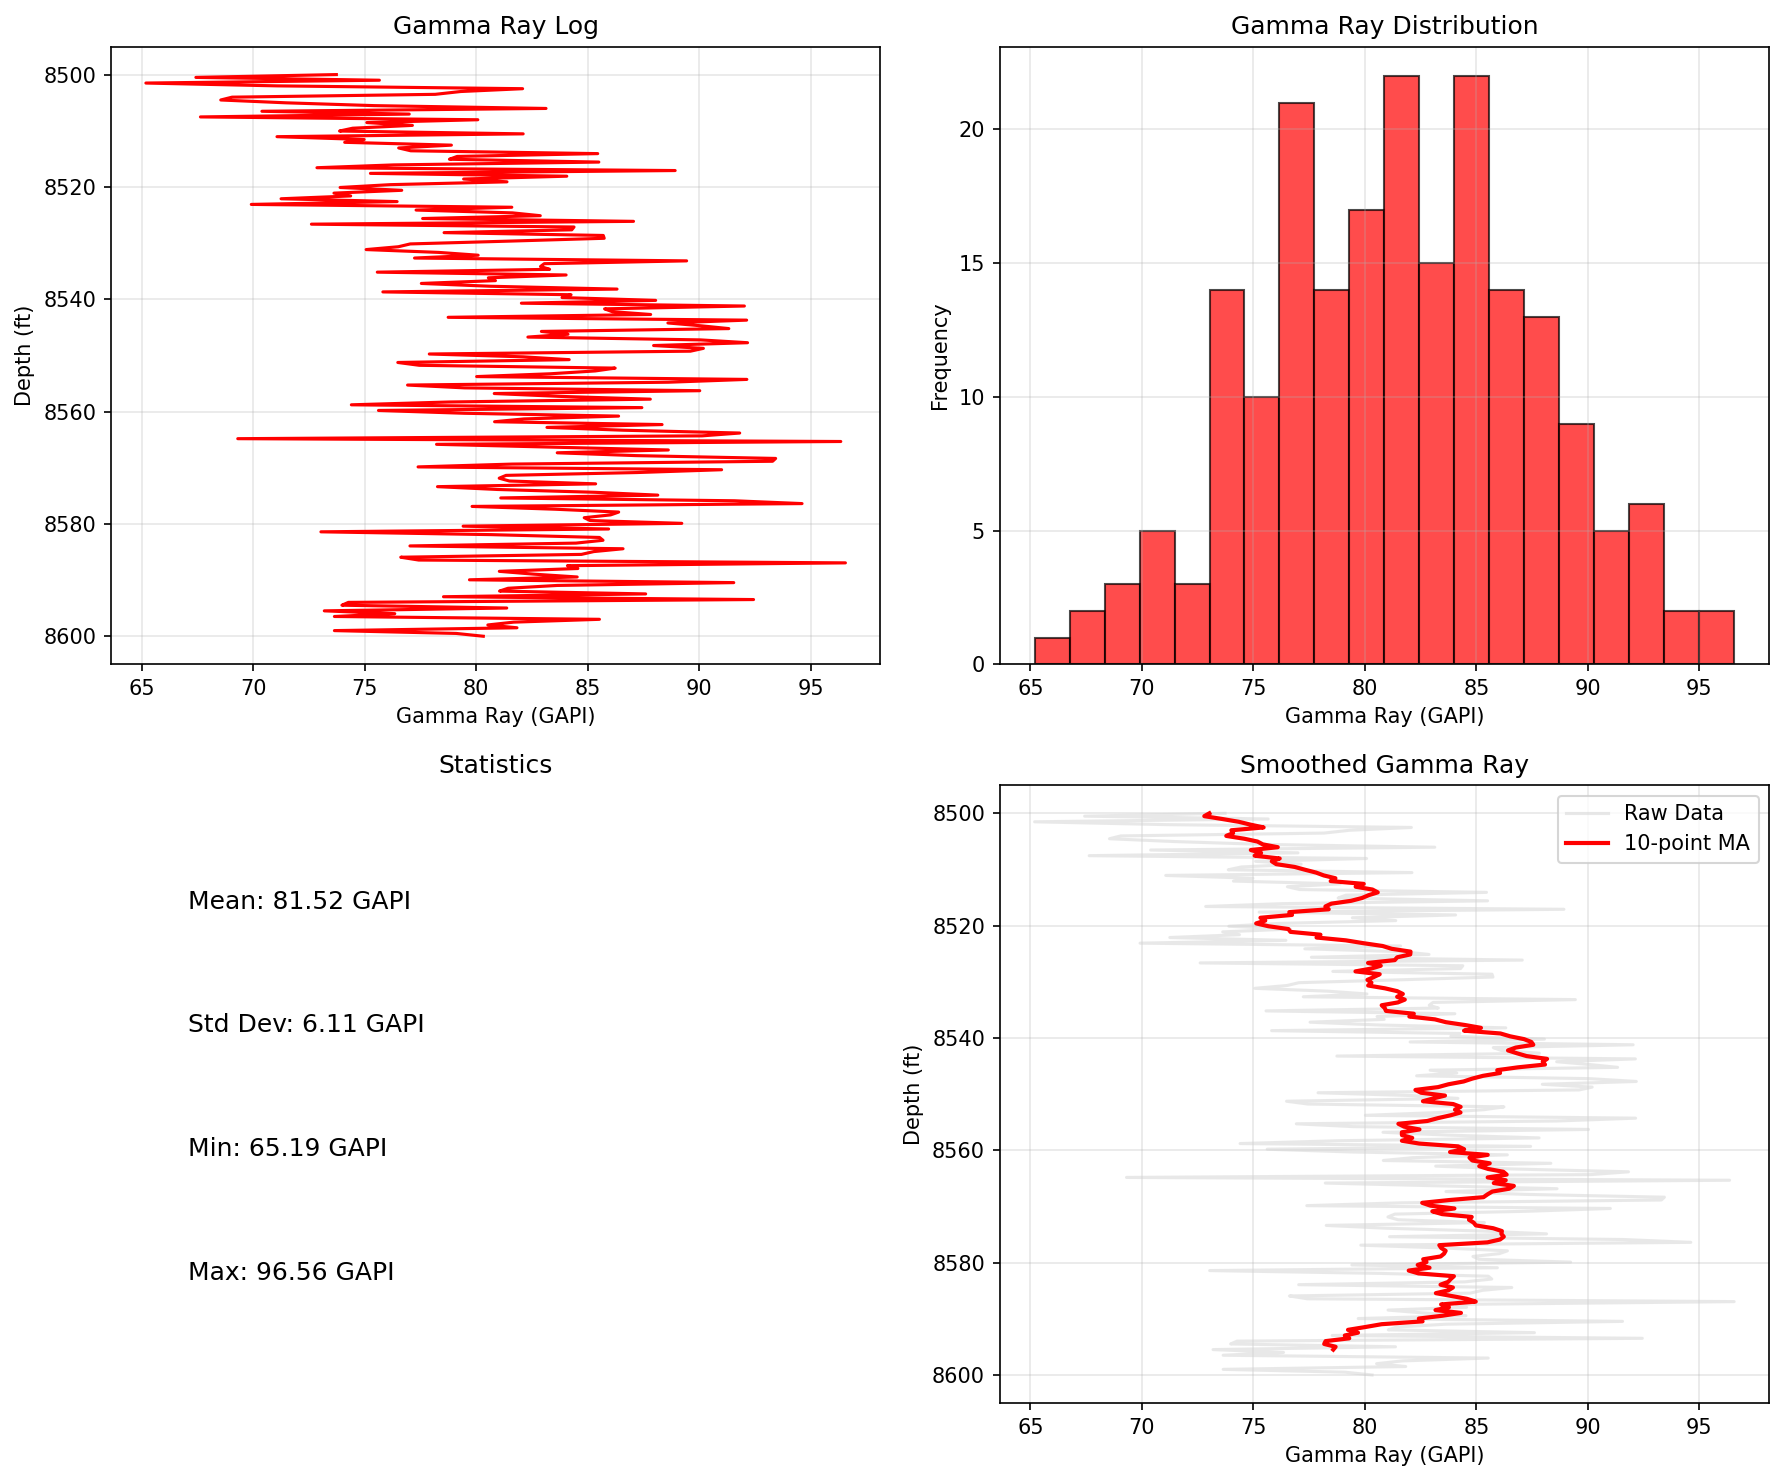 Gamma Ray Log
8500
8520
8540
8560
8580
8600
Depth (ft)
65 70 75 80 85 90 95
Gamma Ray (GAPI)
Gamma Ray Distribution
20
15
10
5
0
Frequency
65 70 75 80 85 90 95
Gamma Ray (GAPI)
Statistics
Mean: 81.52 GAPI
Std Dev: 6.11 GAPI
Min: 65.19 GAPI
Max: 96.56 GAPI
Smoothed Gamma Ray
Raw Data
10-point MA
8500
8520
8540
8560
8580
8600
Depth (ft)
65 70 75 80 85 90 95
Gamma Ray (GAPI)